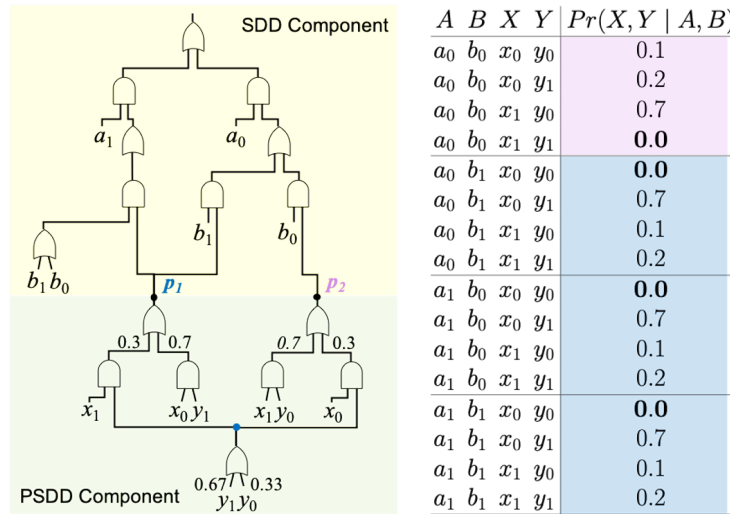 SDD Component
a₁
a₀
b₁
b₀
b₁ b₀
p₁
p₂
0.3
0.7
0.7
0.3
x₁
x₀ y₁
x₁ y₀
x₀
0.67
0.33
y₁ y₀
PSDD Component
A B X Y Pr(X, Y | A, B)
a₀ b₀ x₀ y₀ 0.1
a₀ b₀ x₀ y₁ 0.2
a₀ b₀ x₁ y₀ 0.7
a₀ b₀ x₁ y₁ 0.0
a₀ b₁ x₀ y₀ 0.0
a₀ b₁ x₀ y₁ 0.7
a₀ b₁ x₁ y₀ 0.1
a₀ b₁ x₁ y₁ 0.2
a₁ b₀ x₀ y₀ 0.0
a₁ b₀ x₀ y₁ 0.7
a₁ b₀ x₁ y₀ 0.1
a₁ b₀ x₁ y₁ 0.2
a₁ b₁ x₀ y₀ 0.0
a₁ b₁ x₀ y₁ 0.7
a₁ b₁ x₁ y₀ 0.1
a₁ b₁ x₁ y₁ 0.2